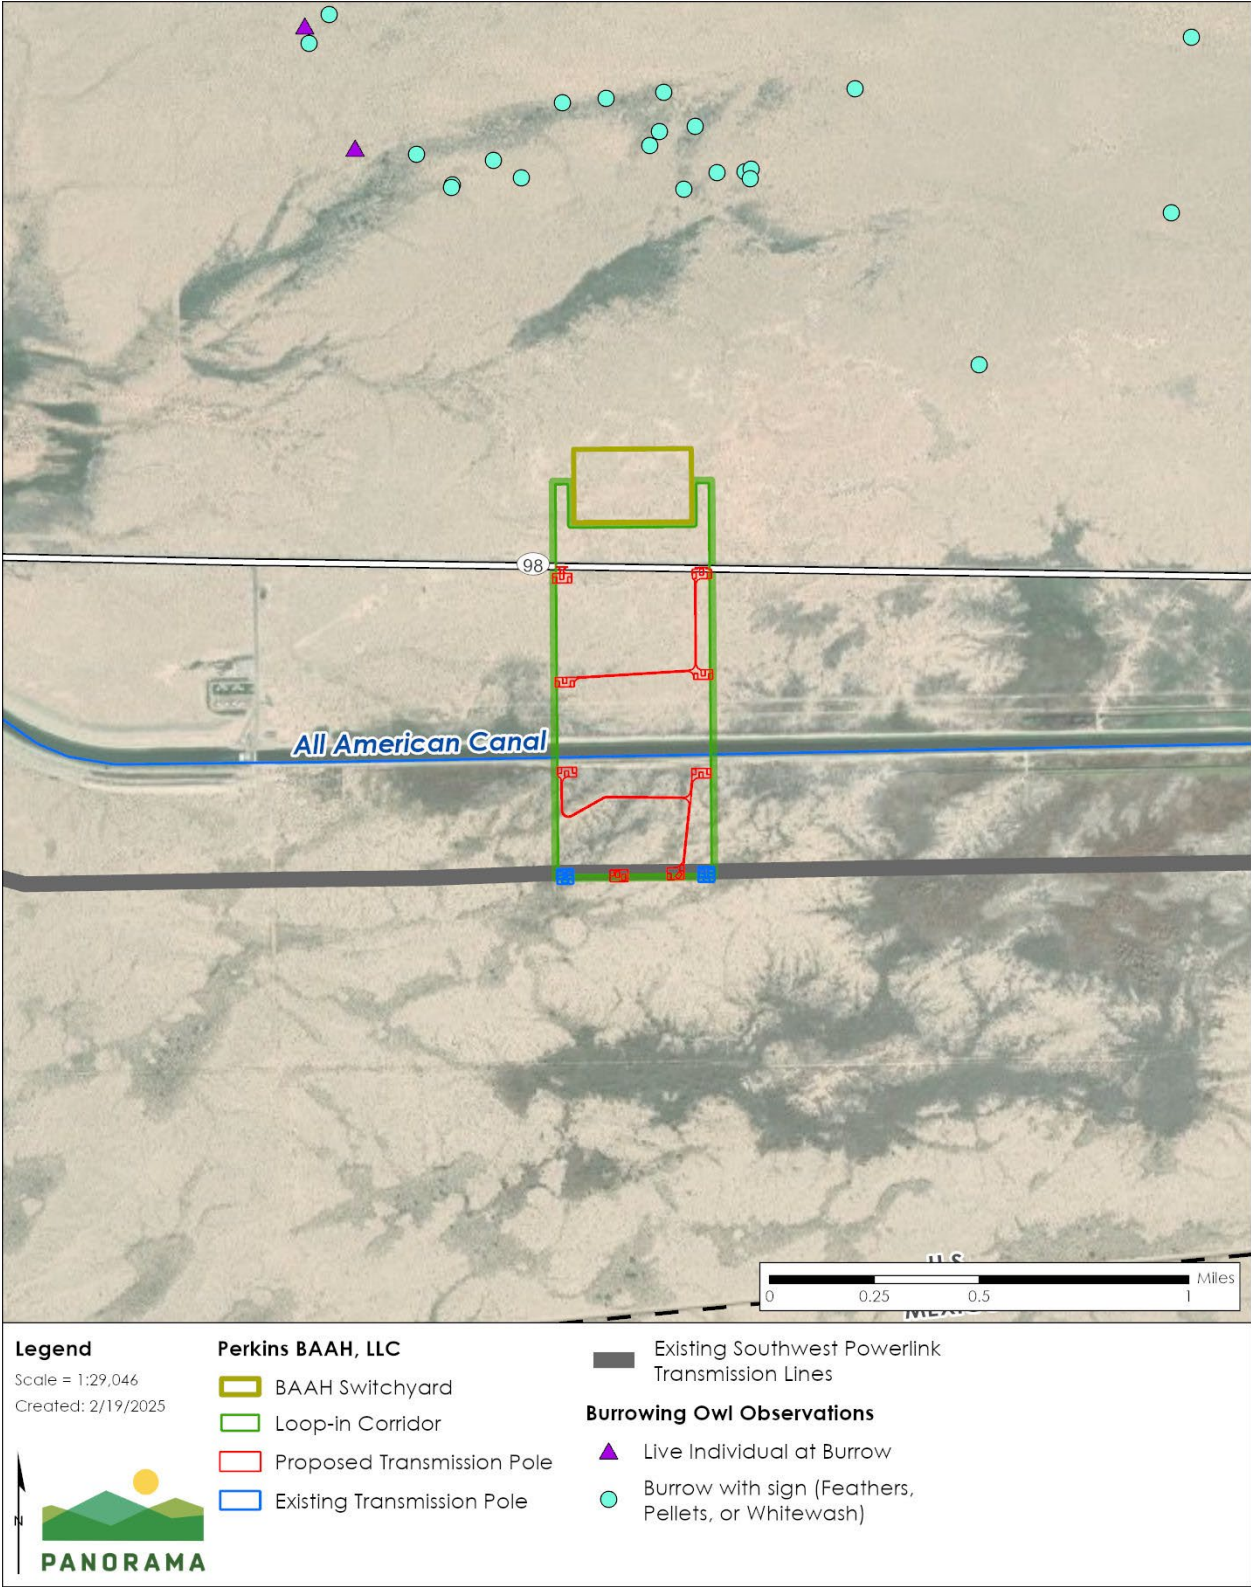 98
All American Canal
U.S
MEXIC
Miles
0 0.25 0.5 1
Legend
Scale = 1:29,046
Created: 2/19/2025
N
PANORAMA
Perkins BAAH, LLC
BAAH Switchyard
Loop-in Corridor
Proposed Transmission Pole
Existing Transmission Pole
Existing Southwest Powerlink
Transmission Lines
Burrowing Owl Observations
Live Individual at Burrow
Burrow with sign (Feathers,
Pellets, or Whitewash)